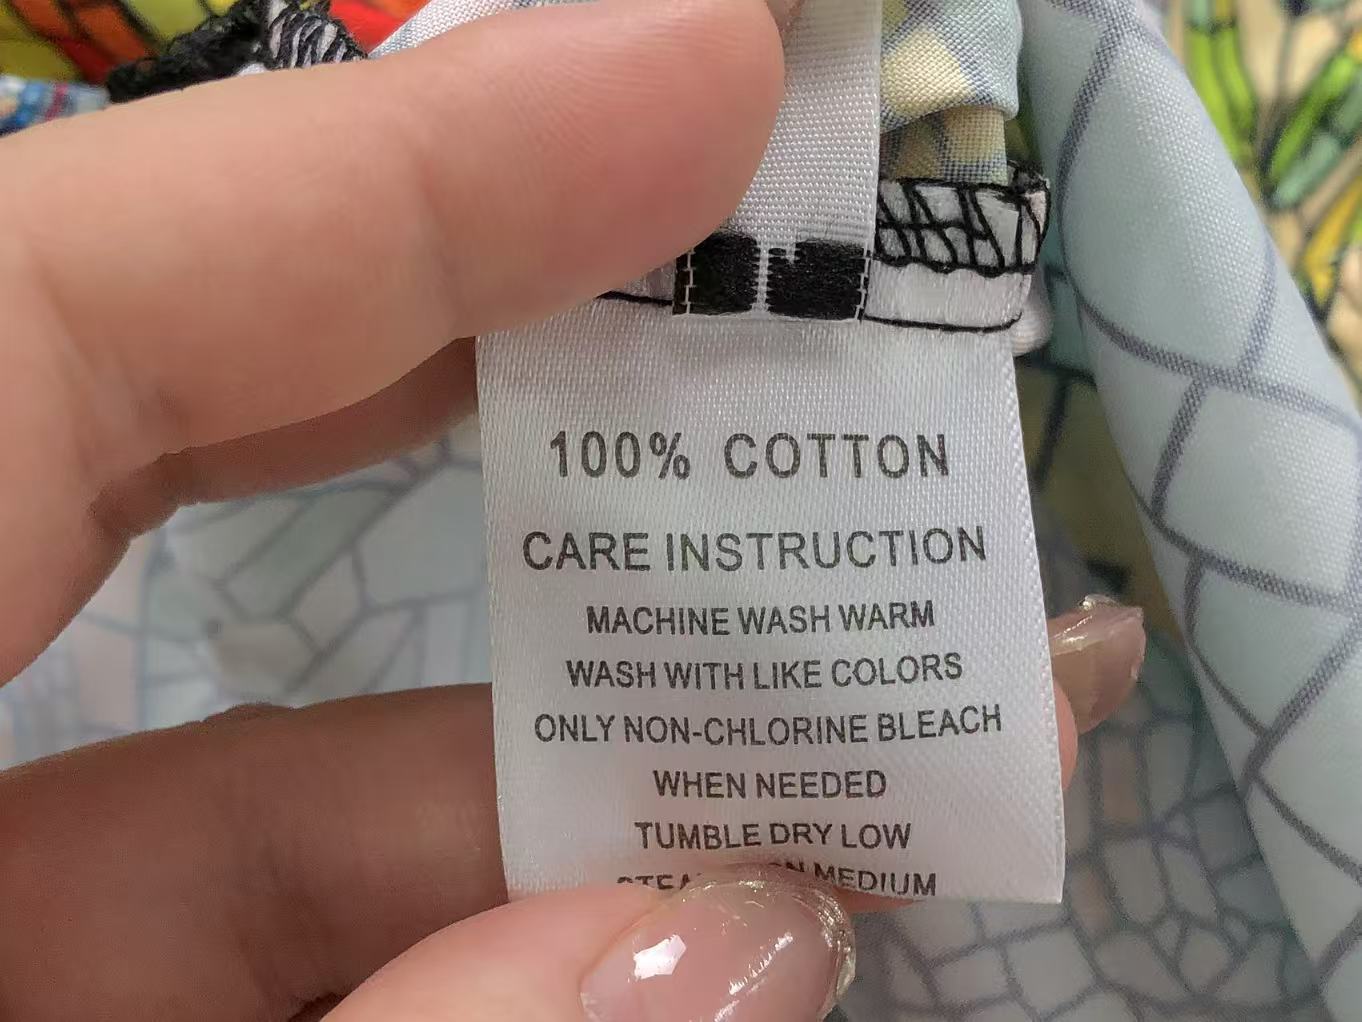 100% COTTON
CARE INSTRUCTION
MACHINE WASH WARM
WASH WITH LIKE COLORS
ONLY NON-CHLORINE BLEACH
WHEN NEEDED
TUMBLE DRY LOW
MEDIUM